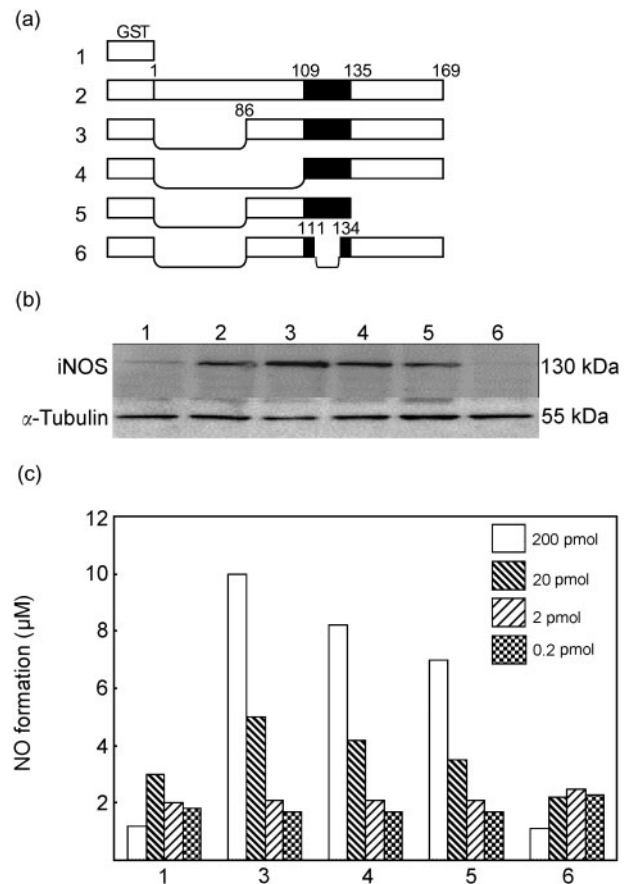 (a)
GST
1
1 109 135 169
2
86
3
4
5
111 134
6
(b)
1 2 3 4 5 6
iNOS 130 kDa
α-Tubulin 55 kDa
(c)
NO formation (µM)
12
10
8
6
4
2
200 pmol
20 pmol
2 pmol
0.2 pmol
1 3 4 5 6